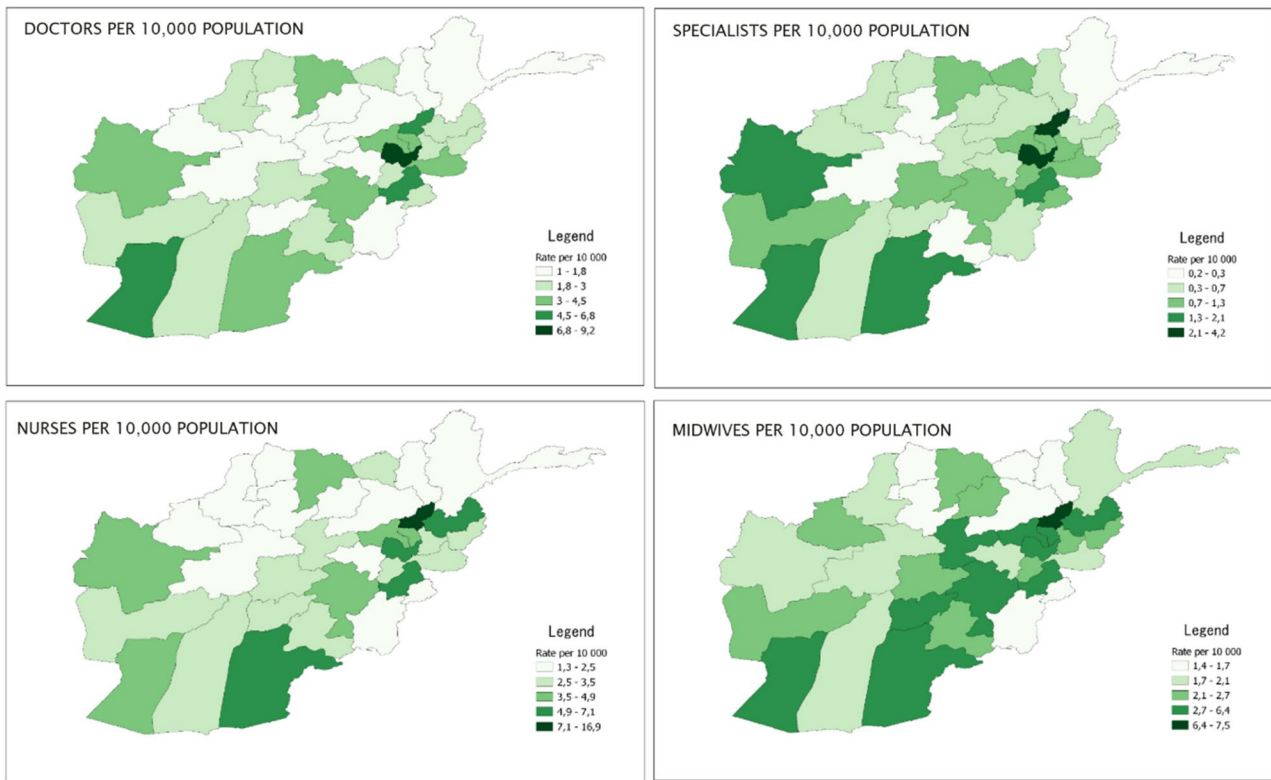 DOCTORS PER 10,000 POPULATION
Legend
Rate per 10 000
1 - 1,8
1,8 - 3
3 - 4,5
4,5 - 6,8
6,8 - 9,2
SPECIALISTS PER 10,000 POPULATION
Legend
Rate per 10 000
0,2 - 0,3
0,3 - 0,7
0,7 - 1,3
1,3 - 2,1
2,1 - 4,2
NURSES PER 10,000 POPULATION
Legend
Rate per 10 000
1,3 - 2,5
2,5 - 3,5
3,5 - 4,9
4,9 - 7,1
7,1 - 16,9
MIDWIVES PER 10,000 POPULATION
Legend
Rate per 10 000
1,4 - 1,7
1,7 - 2,1
2,1 - 2,7
2,7 - 6,4
6,4 - 7,5